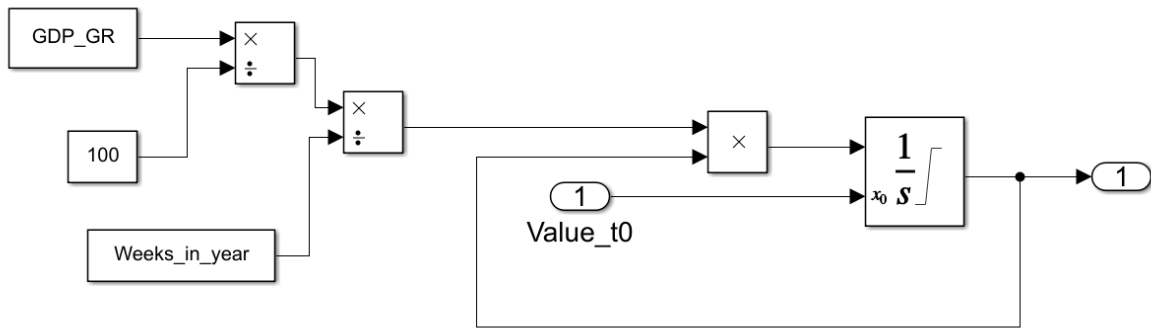 GDP_GR
×
÷
100
×
÷
Weeks_in_year
×
1
Value_t0
1
s
x₀
1